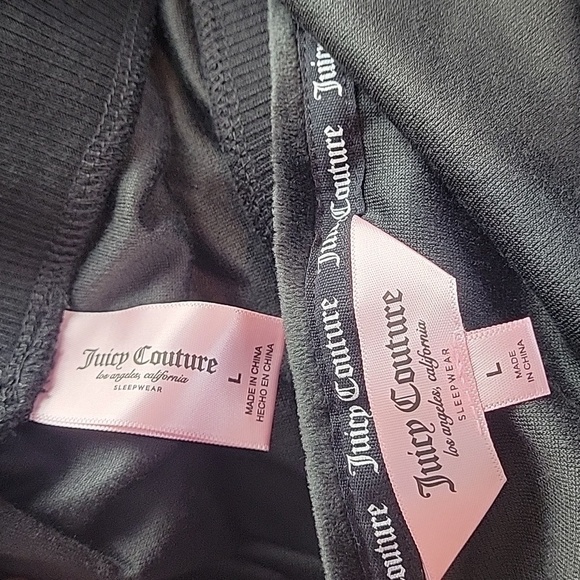 Juicy Couture
los angeles, california
SLEEPWEAR
L
MADE IN CHINA
HECHO EN CHINA
Juicy
Couture
Juicy Couture
Couture
Juicy Couture
los angeles, california
SLEEPWEAR
L
MADE
IN CHINA